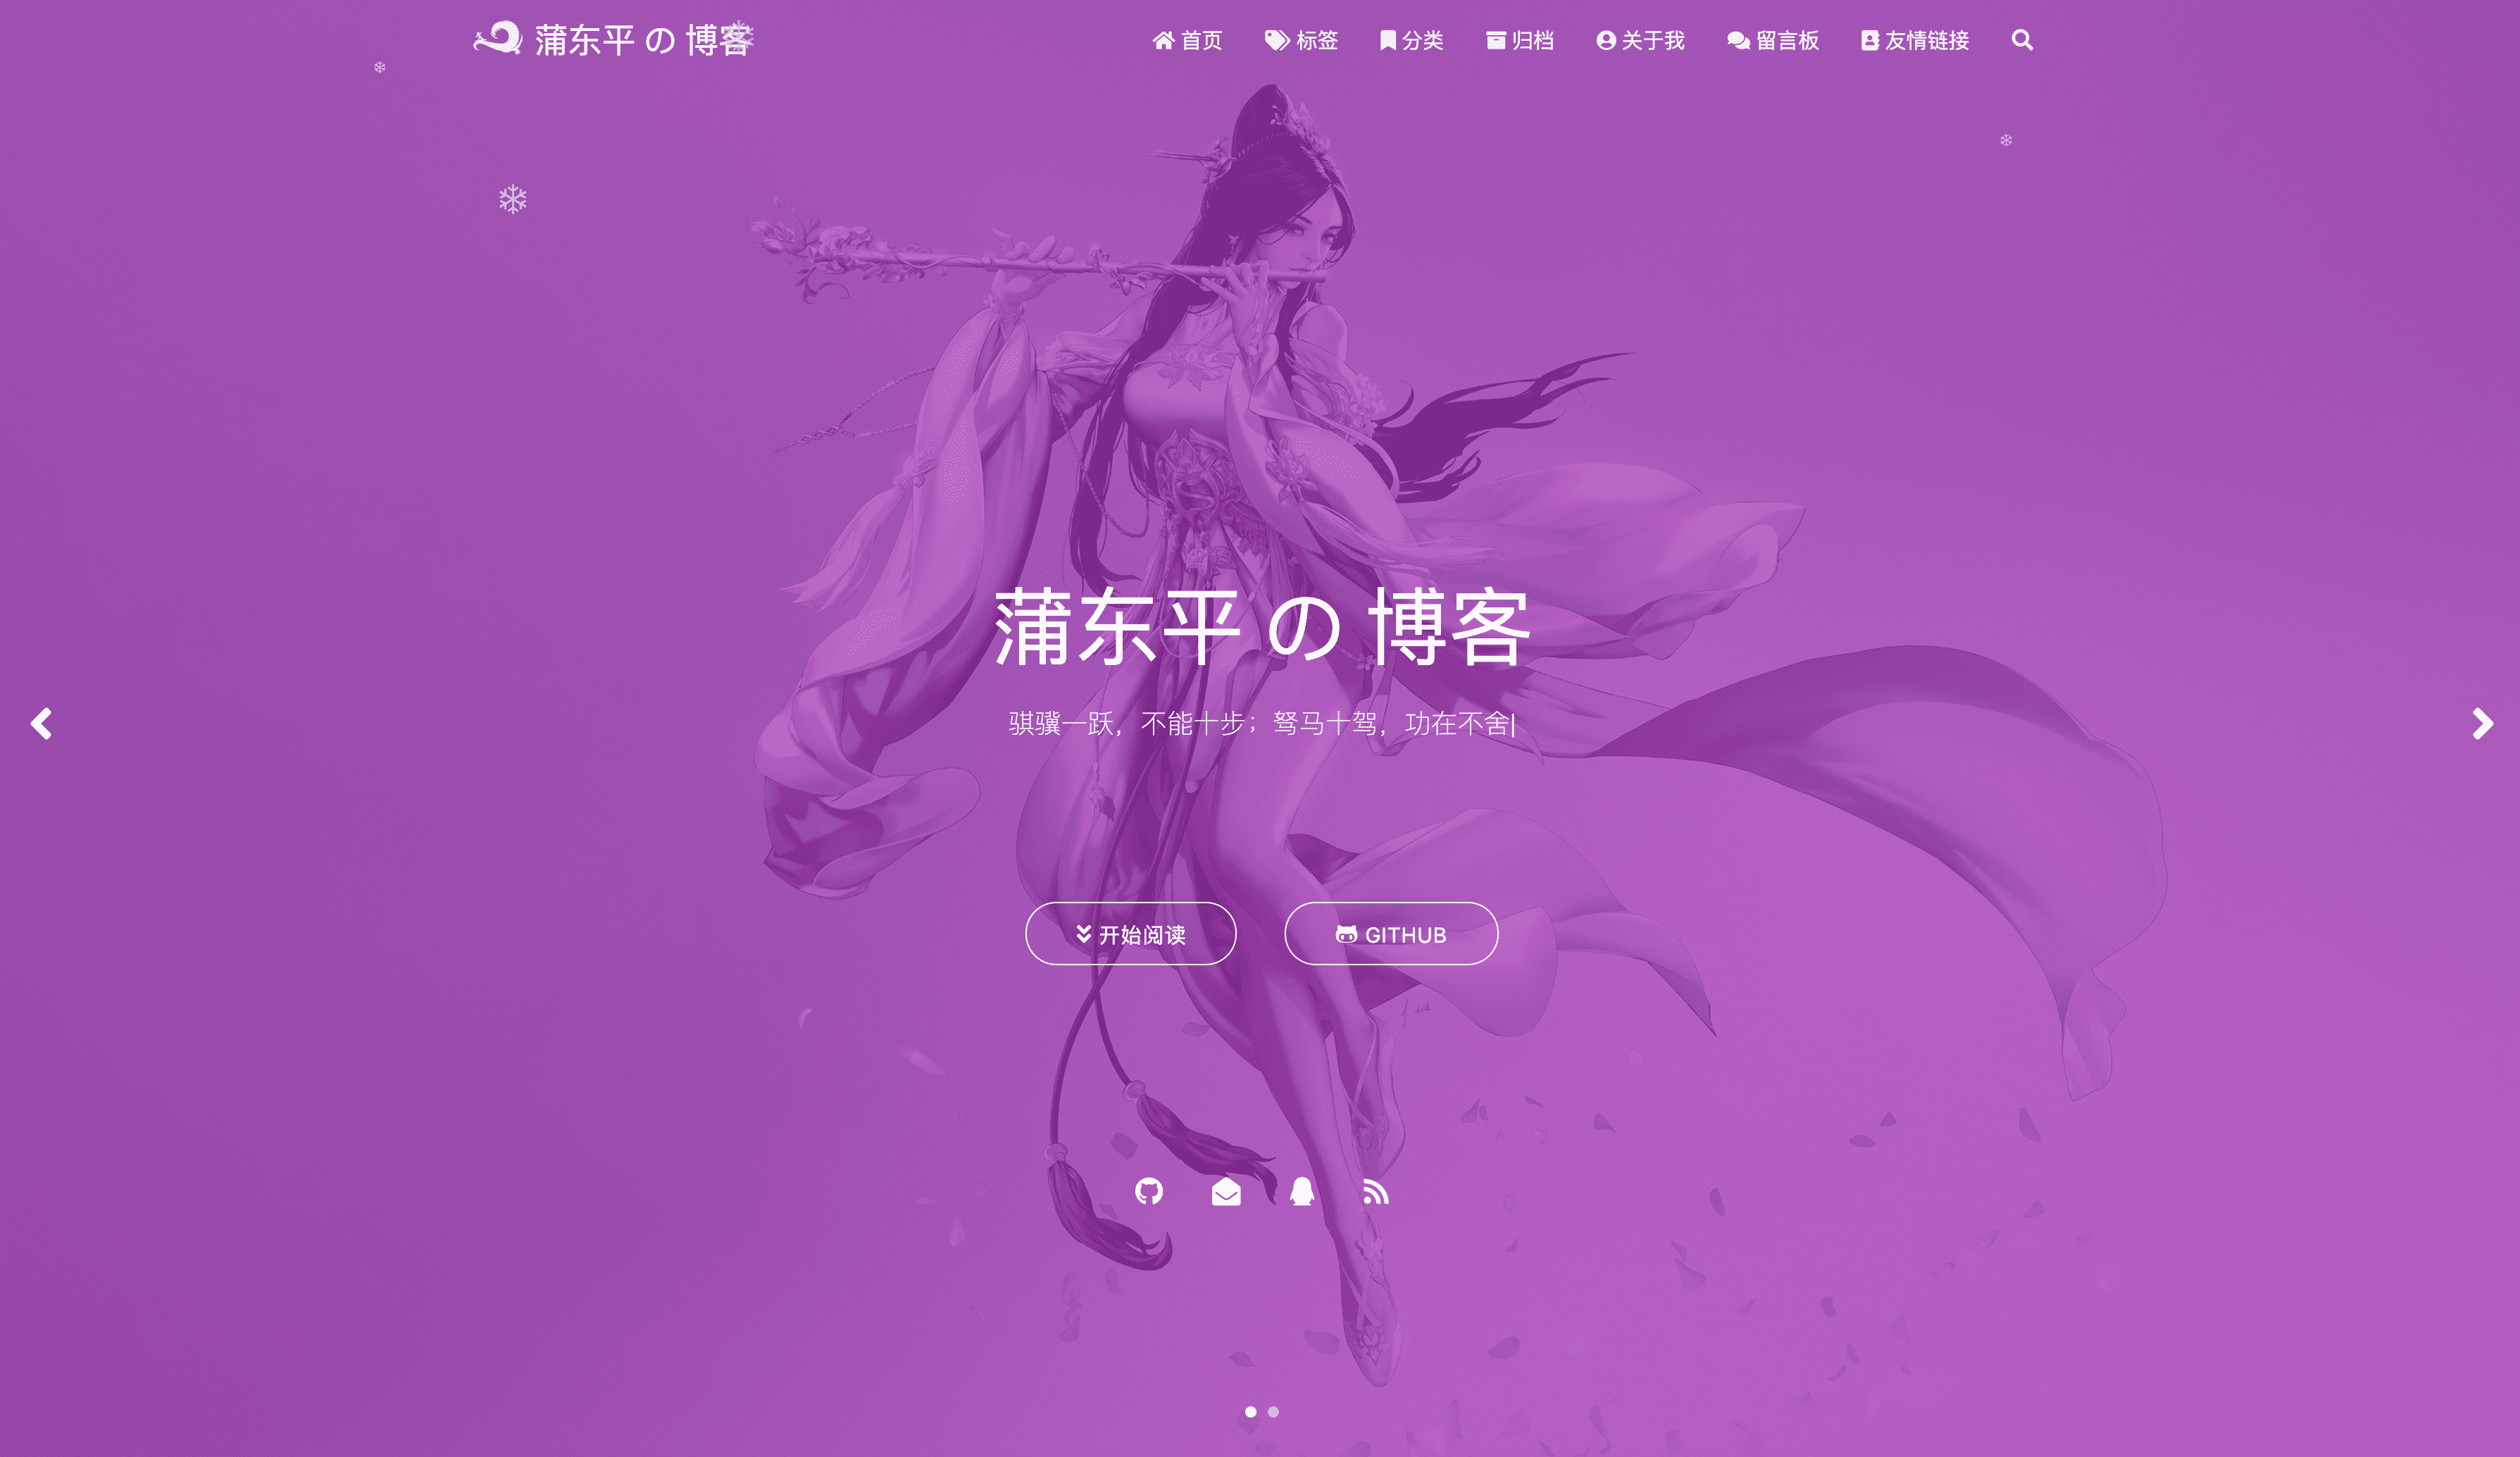 蒲东平 の 博客
首页 标签 分类 归档 关于我 留言板 友情链接
蒲东平 の 博客
骐骥一跃，不能十步；驽马十驾，功在不舍|
开始阅读 GITHUB